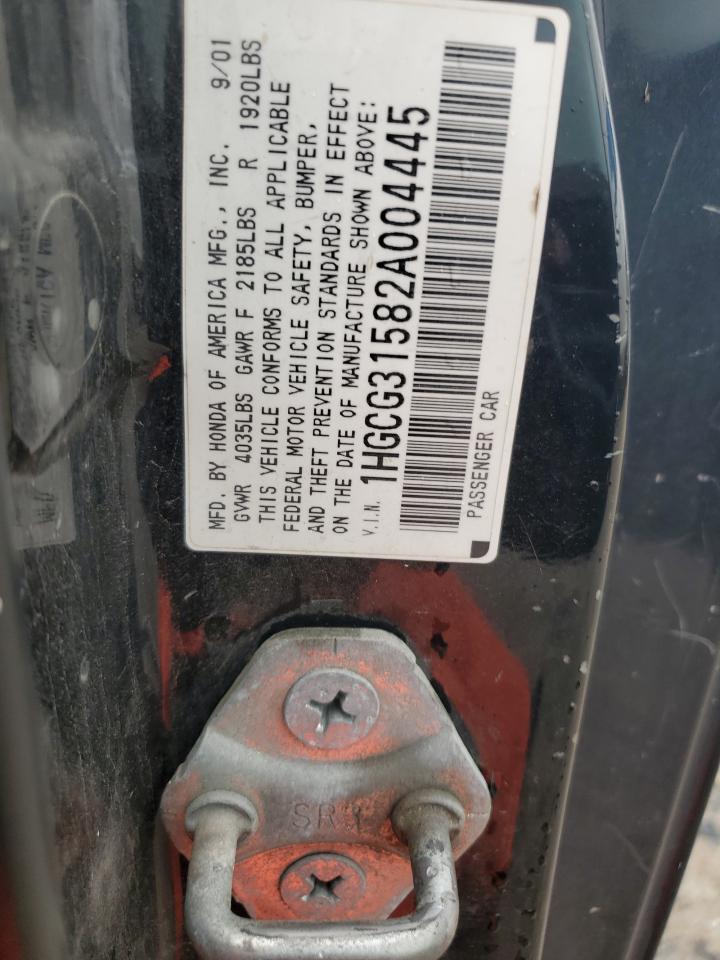 MFD. BY HONDA OF AMERICA MFG., INC. 9/01
GVWR 4035LBS GAWR F 2185LBS R 1920LBS
THIS VEHICLE CONFORMS TO ALL APPLICABLE
FEDERAL MOTOR VEHICLE SAFETY, BUMPER,
AND THEFT PREVENTION STANDARDS IN EFFECT
ON THE DATE OF MANUFACTURE SHOWN ABOVE:
V.I.N. 1HGCG31582A004445
PASSENGER CAR